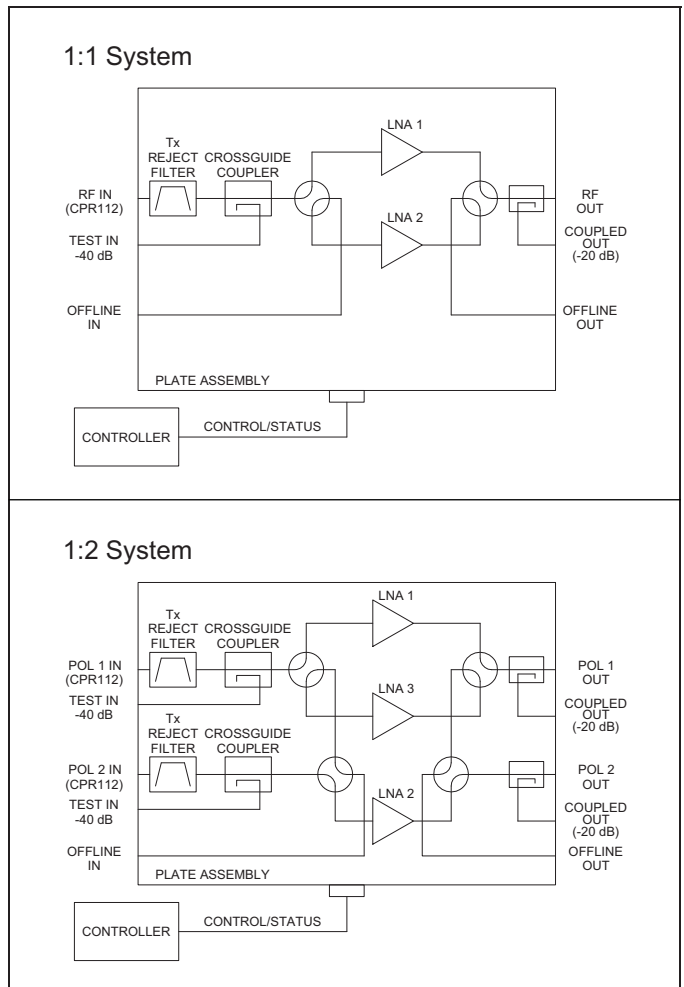 1:1 System
LNA 1
Tx
REJECT
FILTER
CROSSGUIDE
COUPLER
RF IN
(CPR112)
RF
OUT
LNA 2
TEST IN
-40 dB
COUPLED
OUT
(-20 dB)
OFFLINE
IN
OFFLINE
OUT
PLATE ASSEMBLY
CONTROLLER
CONTROL/STATUS
1:2 System
LNA 1
Tx
REJECT
FILTER
CROSSGUIDE
COUPLER
POL 1 IN
(CPR112)
POL 1
OUT
LNA 3
TEST IN
-40 dB
COUPLED
OUT
(-20 dB)
Tx
REJECT
FILTER
CROSSGUIDE
COUPLER
POL 2 IN
(CPR112)
POL 2
OUT
LNA 2
TEST IN
-40 dB
COUPLED
OUT
(-20 dB)
OFFLINE
IN
OFFLINE
OUT
PLATE ASSEMBLY
CONTROLLER
CONTROL/STATUS